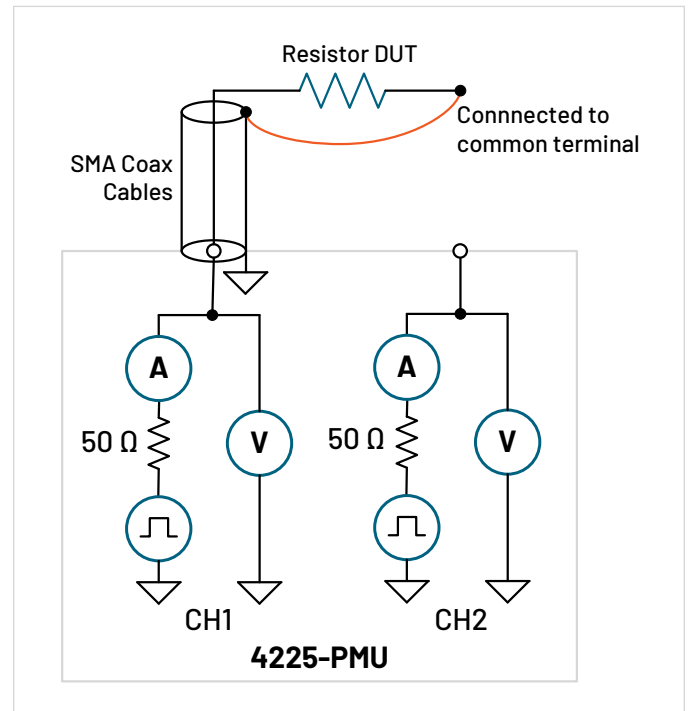 Resistor DUT
Connnected to
common terminal
SMA Coax
Cables
A
50 Ω
V
CH1
A
50 Ω
V
CH2
4225-PMU